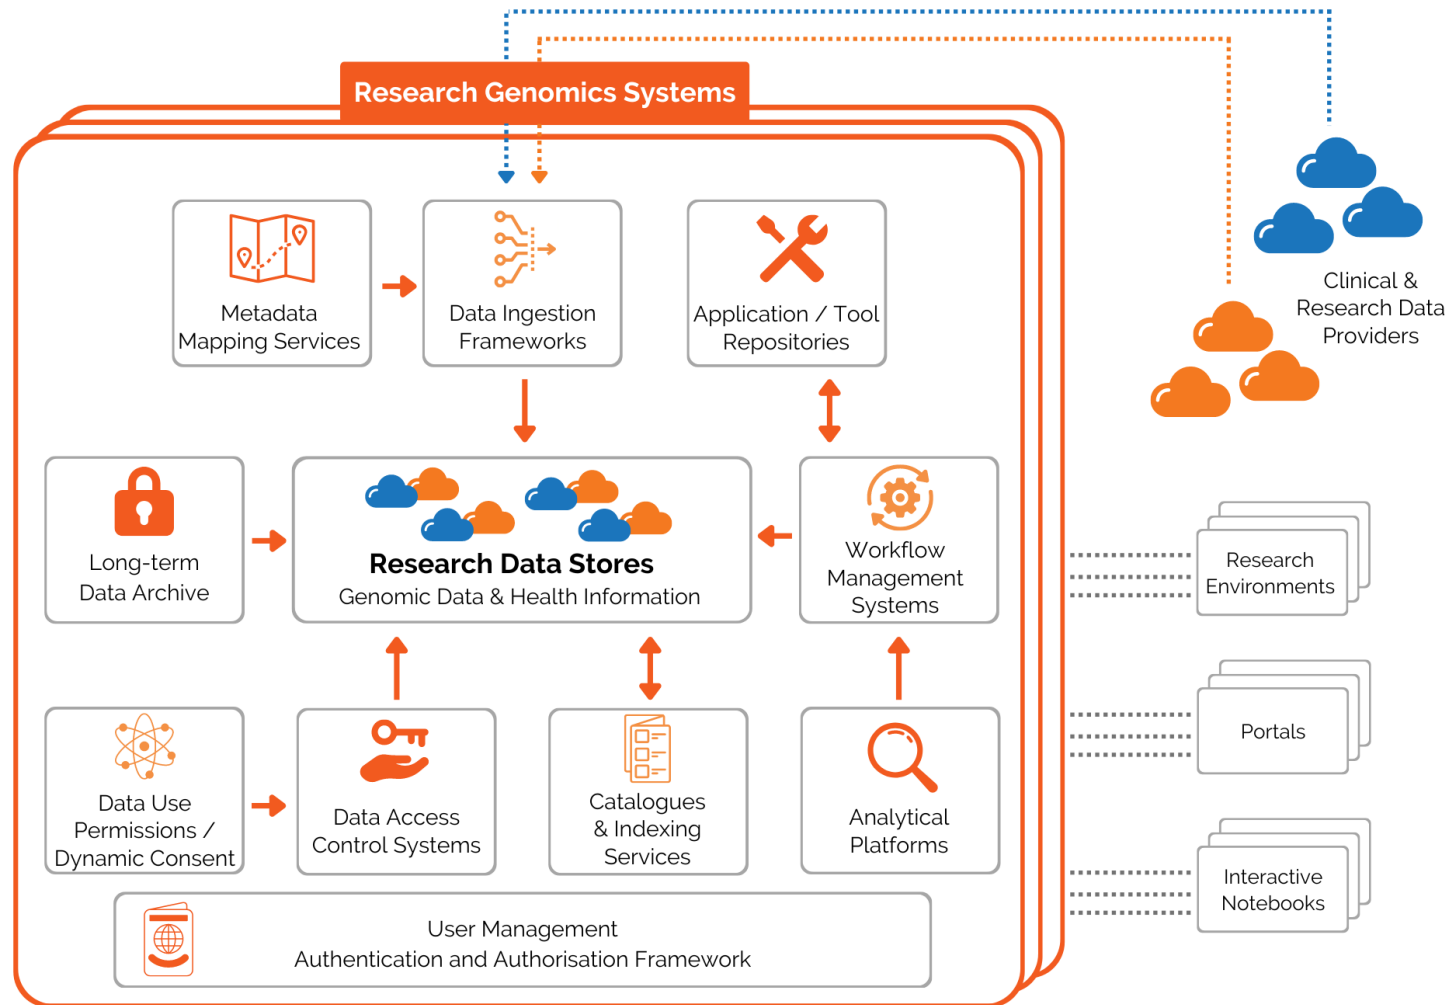 Research Genomics Systems
Metadata
Mapping Services
Data Ingestion
Frameworks
Application / Tool
Repositories
Clinical &
Research Data
Providers
Long-term
Data Archive
Research Data Stores
Genomic Data & Health Information
Workflow
Management
Systems
Research
Environments
Data Use
Permissions /
Dynamic Consent
Data Access
Control Systems
Catalogues
& Indexing
Services
Analytical
Platforms
Portals
Interactive
Notebooks
User Management
Authentication and Authorisation Framework